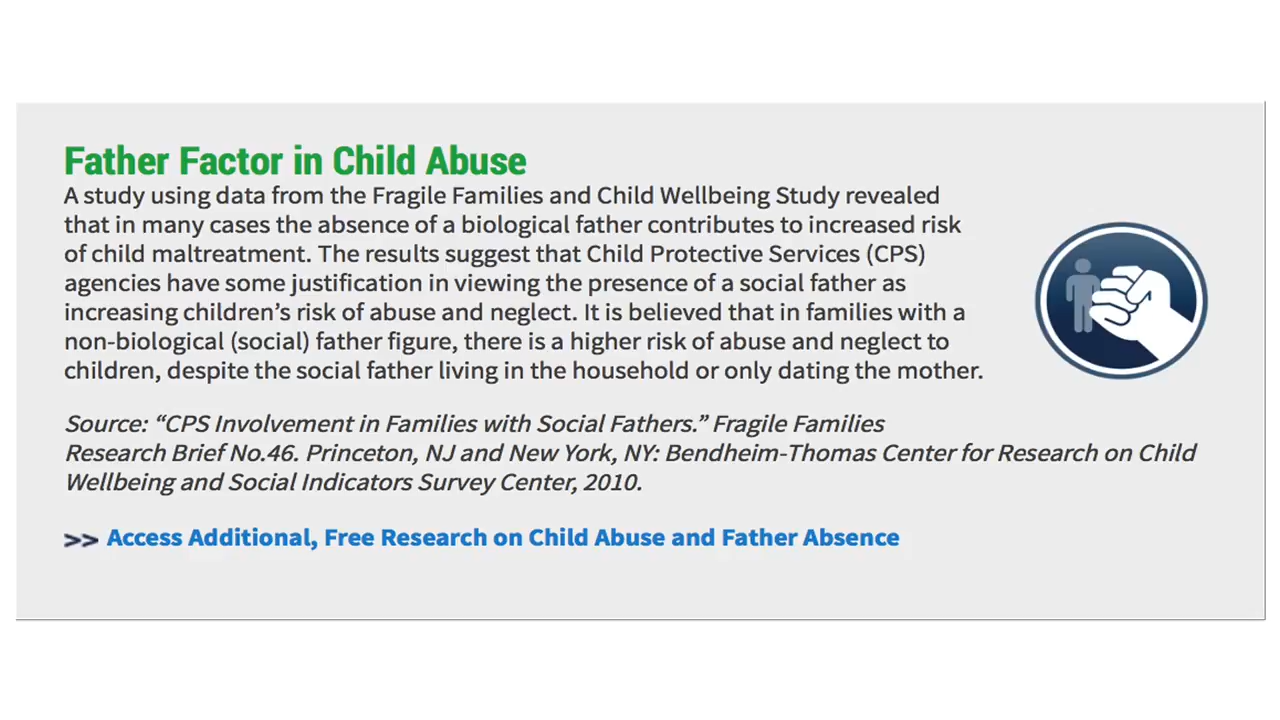 Father Factor in Child Abuse
A study using data from the Fragile Families and Child Wellbeing Study revealed
that in many cases the absence of a biological father contributes to increased risk
of child maltreatment. The results suggest that Child Protective Services (CPS)
agencies have some justification in viewing the presence of a social father as
increasing children’s risk of abuse and neglect. It is believed that in families with a
non-biological (social) father figure, there is a higher risk of abuse and neglect to
children, despite the social father living in the household or only dating the mother.
Source: “CPS Involvement in Families with Social Fathers.” Fragile Families
Research Brief No.46. Princeton, NJ and New York, NY: Bendheim-Thomas Center for Research on Child
Wellbeing and Social Indicators Survey Center, 2010.
>> Access Additional, Free Research on Child Abuse and Father Absence